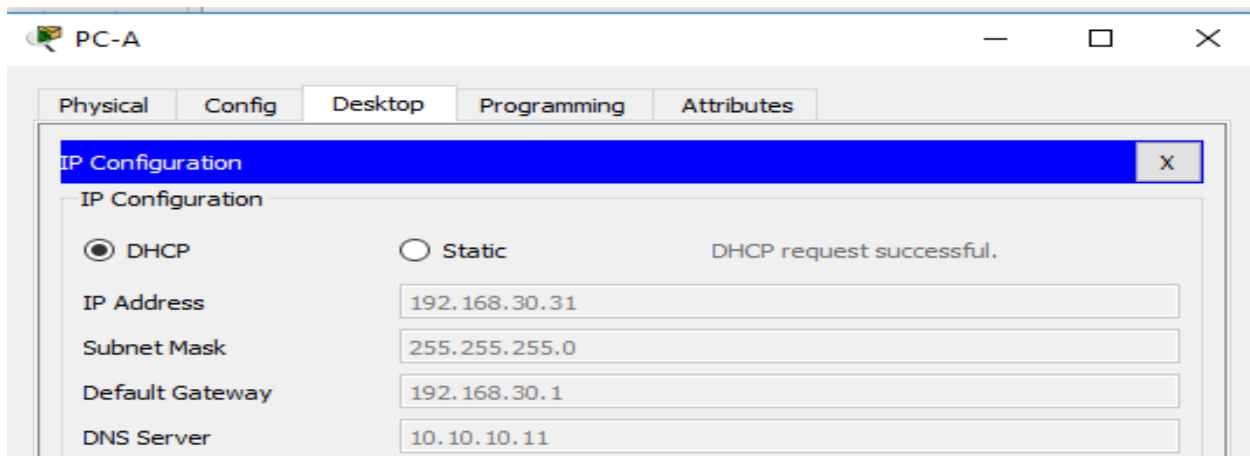 PC-A
Physical Config Desktop Programming Attributes
IP Configuration X
IP Configuration
DHCP Static DHCP request successful.
IP Address 192.168.30.31
Subnet Mask 255.255.255.0
Default Gateway 192.168.30.1
DNS Server 10.10.10.11